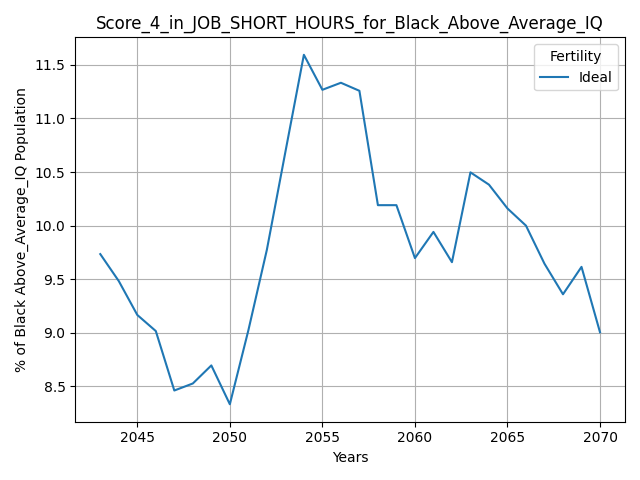 Score_4_in_JOB_SHORT_HOURS_for_Black_Above_Average_IQ
Fertility
Ideal
% of Black Above_Average_IQ Population
11.5
11.0
10.5
10.0
9.5
9.0
8.5
2045 2050 2055 2060 2065 2070
Years